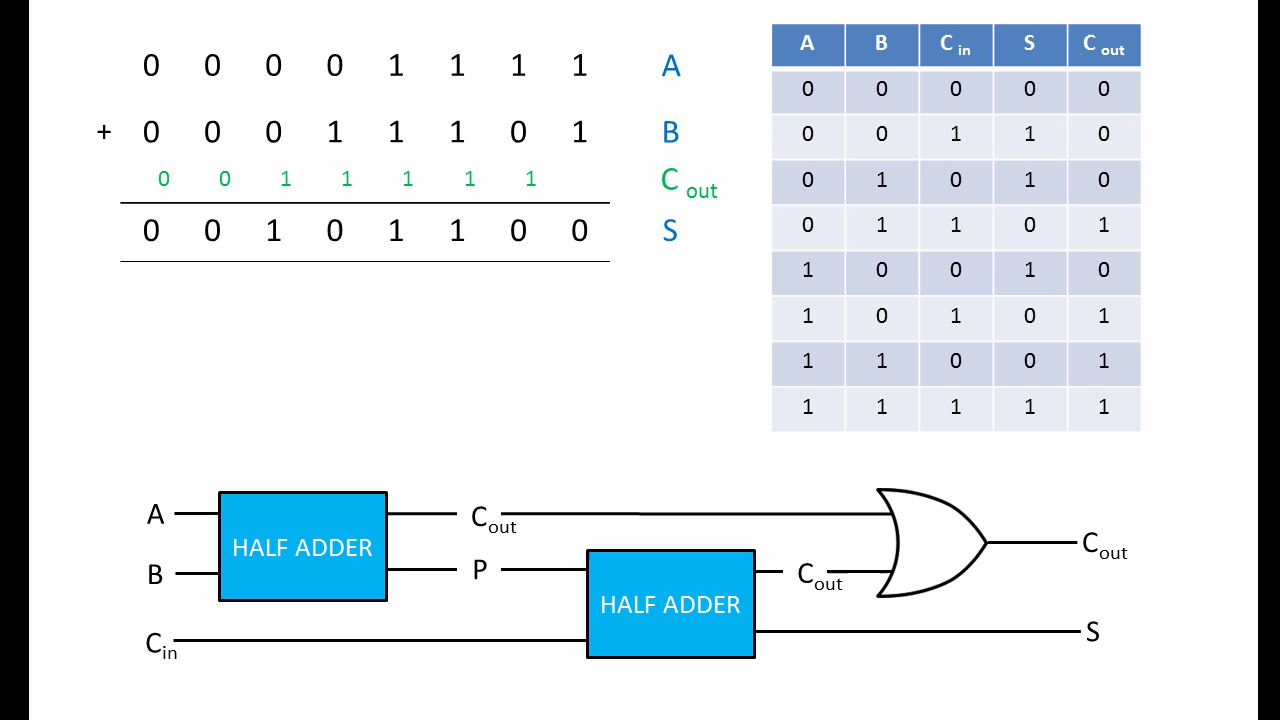 0 0 0 0 1 1 1 1 A
+ 0 0 0 1 1 1 0 1 B
0 0 1 1 1 1 1 C out
0 0 1 0 1 1 0 0 S
A B C in S C out
0 0 0 0 0
0 0 1 1 0
0 1 0 1 0
0 1 1 0 1
1 0 0 1 0
1 0 1 0 1
1 1 0 0 1
1 1 1 1 1
A C out
HALF ADDER
C out
B P C out
HALF ADDER
C in S